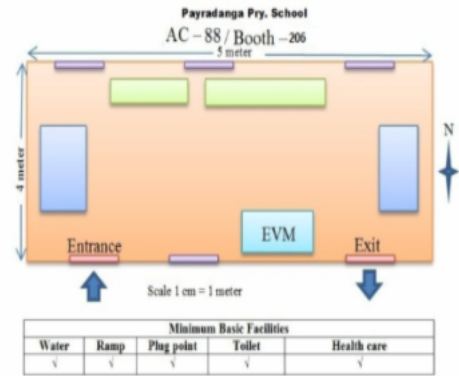 Payradanga Pry. School
AC - 88 / Booth - 206
5 meter
4 meter
N
EVM
Entrance
Exit
Scale 1 cm = 1 meter
Minimum Basic Facilities
Water Ramp Plug point Toilet Health care
√ √ √ √ √